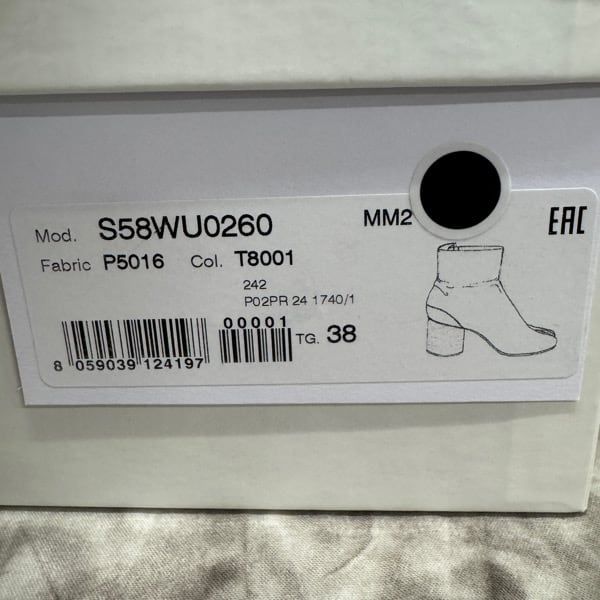 Mod. S58WU0260
MM2
EAC
Fabric P5016 Col. T8001
242
P02PR 24 1740/1
00001
TG. 38
8 059039 124197